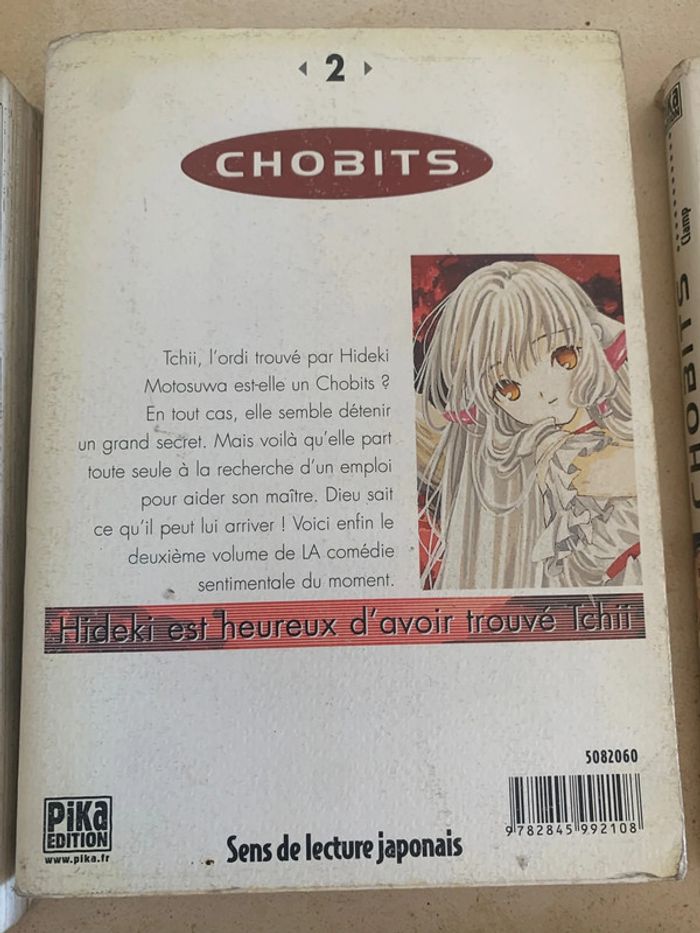 2
CHOBITS
Tchii, l'ordi trouvé par Hideki
Motosuwa est-elle un Chobits ?
En tout cas, elle semble détenir
un grand secret. Mais voilà qu'elle part
toute seule à la recherche d'un emploi
pour aider son maître. Dieu sait
ce qu'il peut lui arriver ! Voici enfin le
deuxième volume de LA comédie
sentimentale du moment.
Hideki est heureux d'avoir trouvé Tchii
5082060
9 782845 992108
PiKa
EDITION
www.pika.fr
Sens de lecture japonais
PiKa
EDITION
Clamp